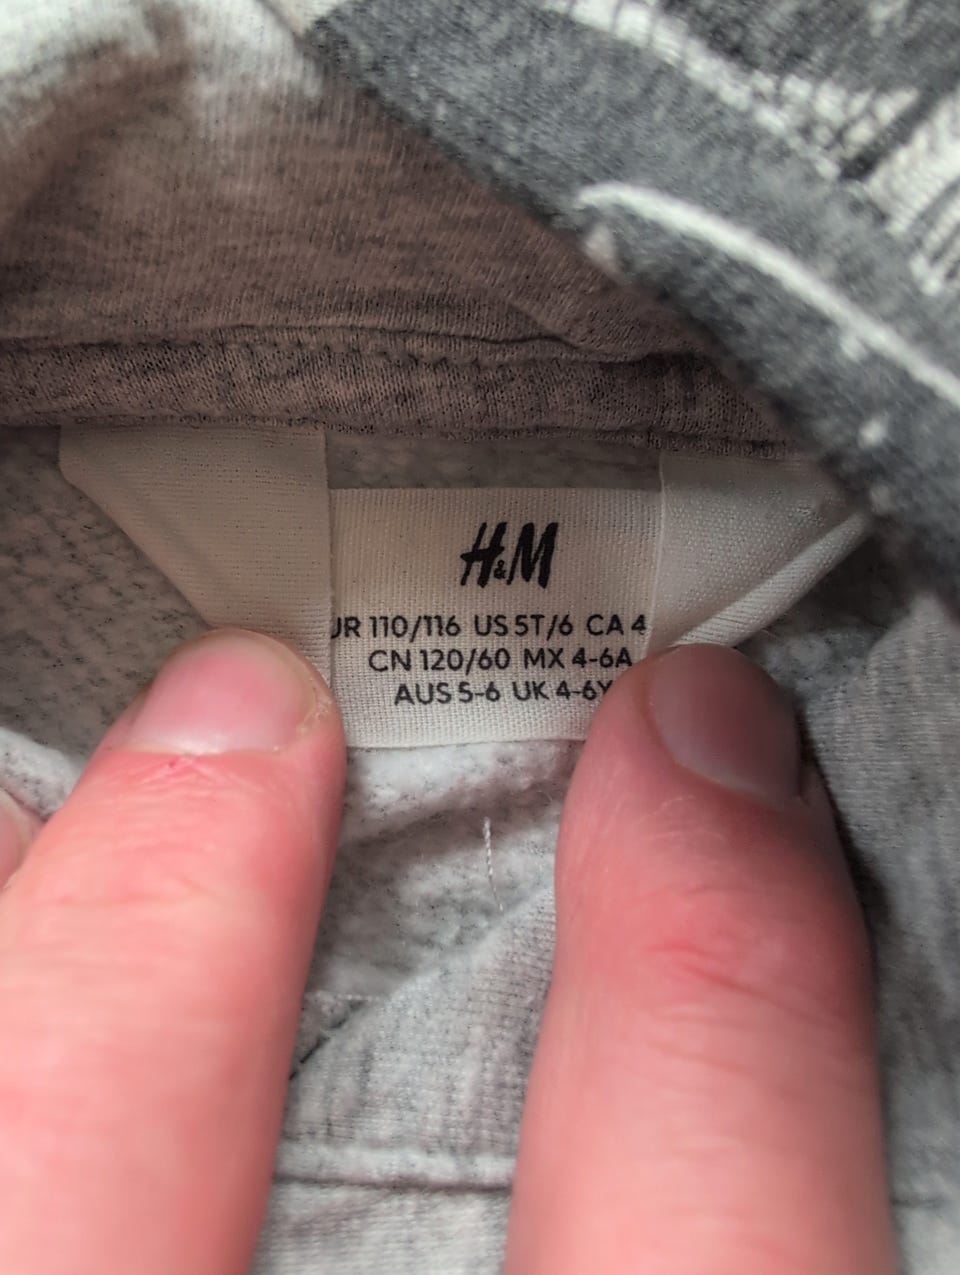 H&M
UR 110/116 US 5T/6 CA 4
CN 120/60 MX 4-6A
AUS 5-6 UK 4-6Y